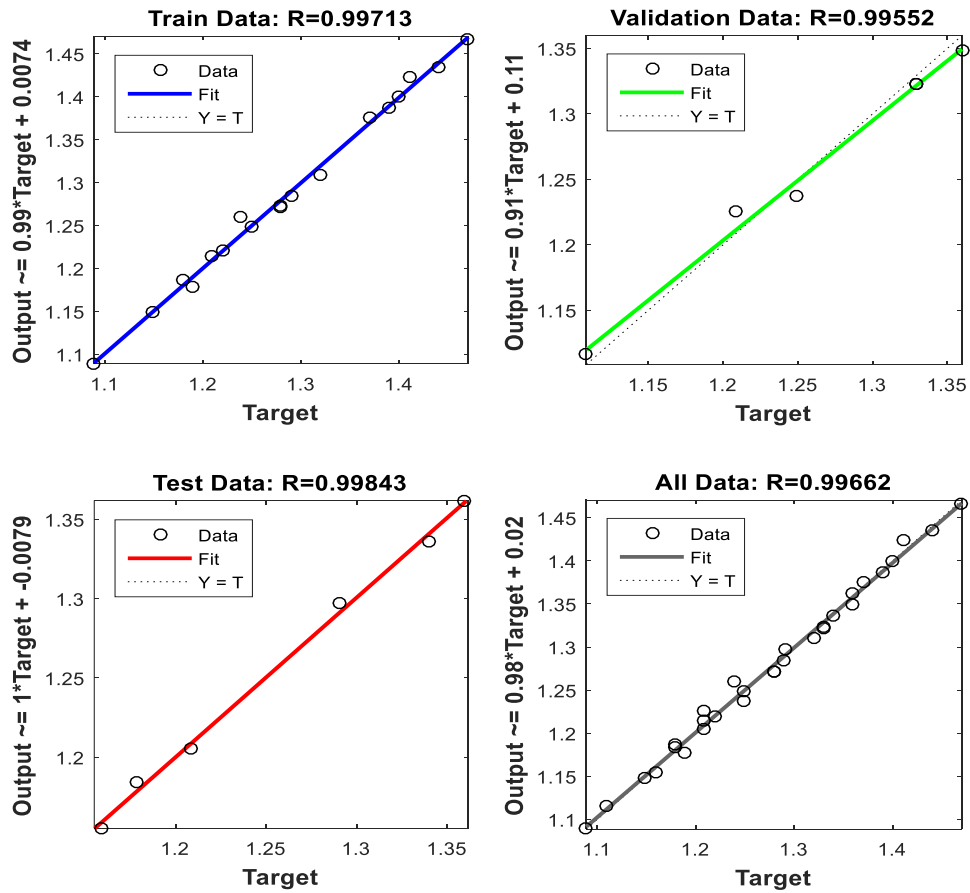 Train Data: R=0.99713
Output ~= 0.99*Target + 0.0074
1.45
1.4
1.35
1.3
1.25
1.2
1.15
1.1
Data
Fit
Y = T
1.1
1.2
1.3
1.4
Target
Validation Data: R=0.99552
Output ~= 0.91*Target + 0.11
1.35
1.3
1.25
1.2
1.15
Data
Fit
Y = T
1.15
1.2
1.25
1.3
1.35
Target
Test Data: R=0.99843
Output ~= 1*Target + -0.0079
1.35
1.3
1.25
1.2
Data
Fit
Y = T
1.2
1.25
1.3
1.35
Target
All Data: R=0.99662
Output ~= 0.98*Target + 0.02
1.45
1.4
1.35
1.3
1.25
1.2
1.15
1.1
Data
Fit
Y = T
1.1
1.2
1.3
1.4
Target